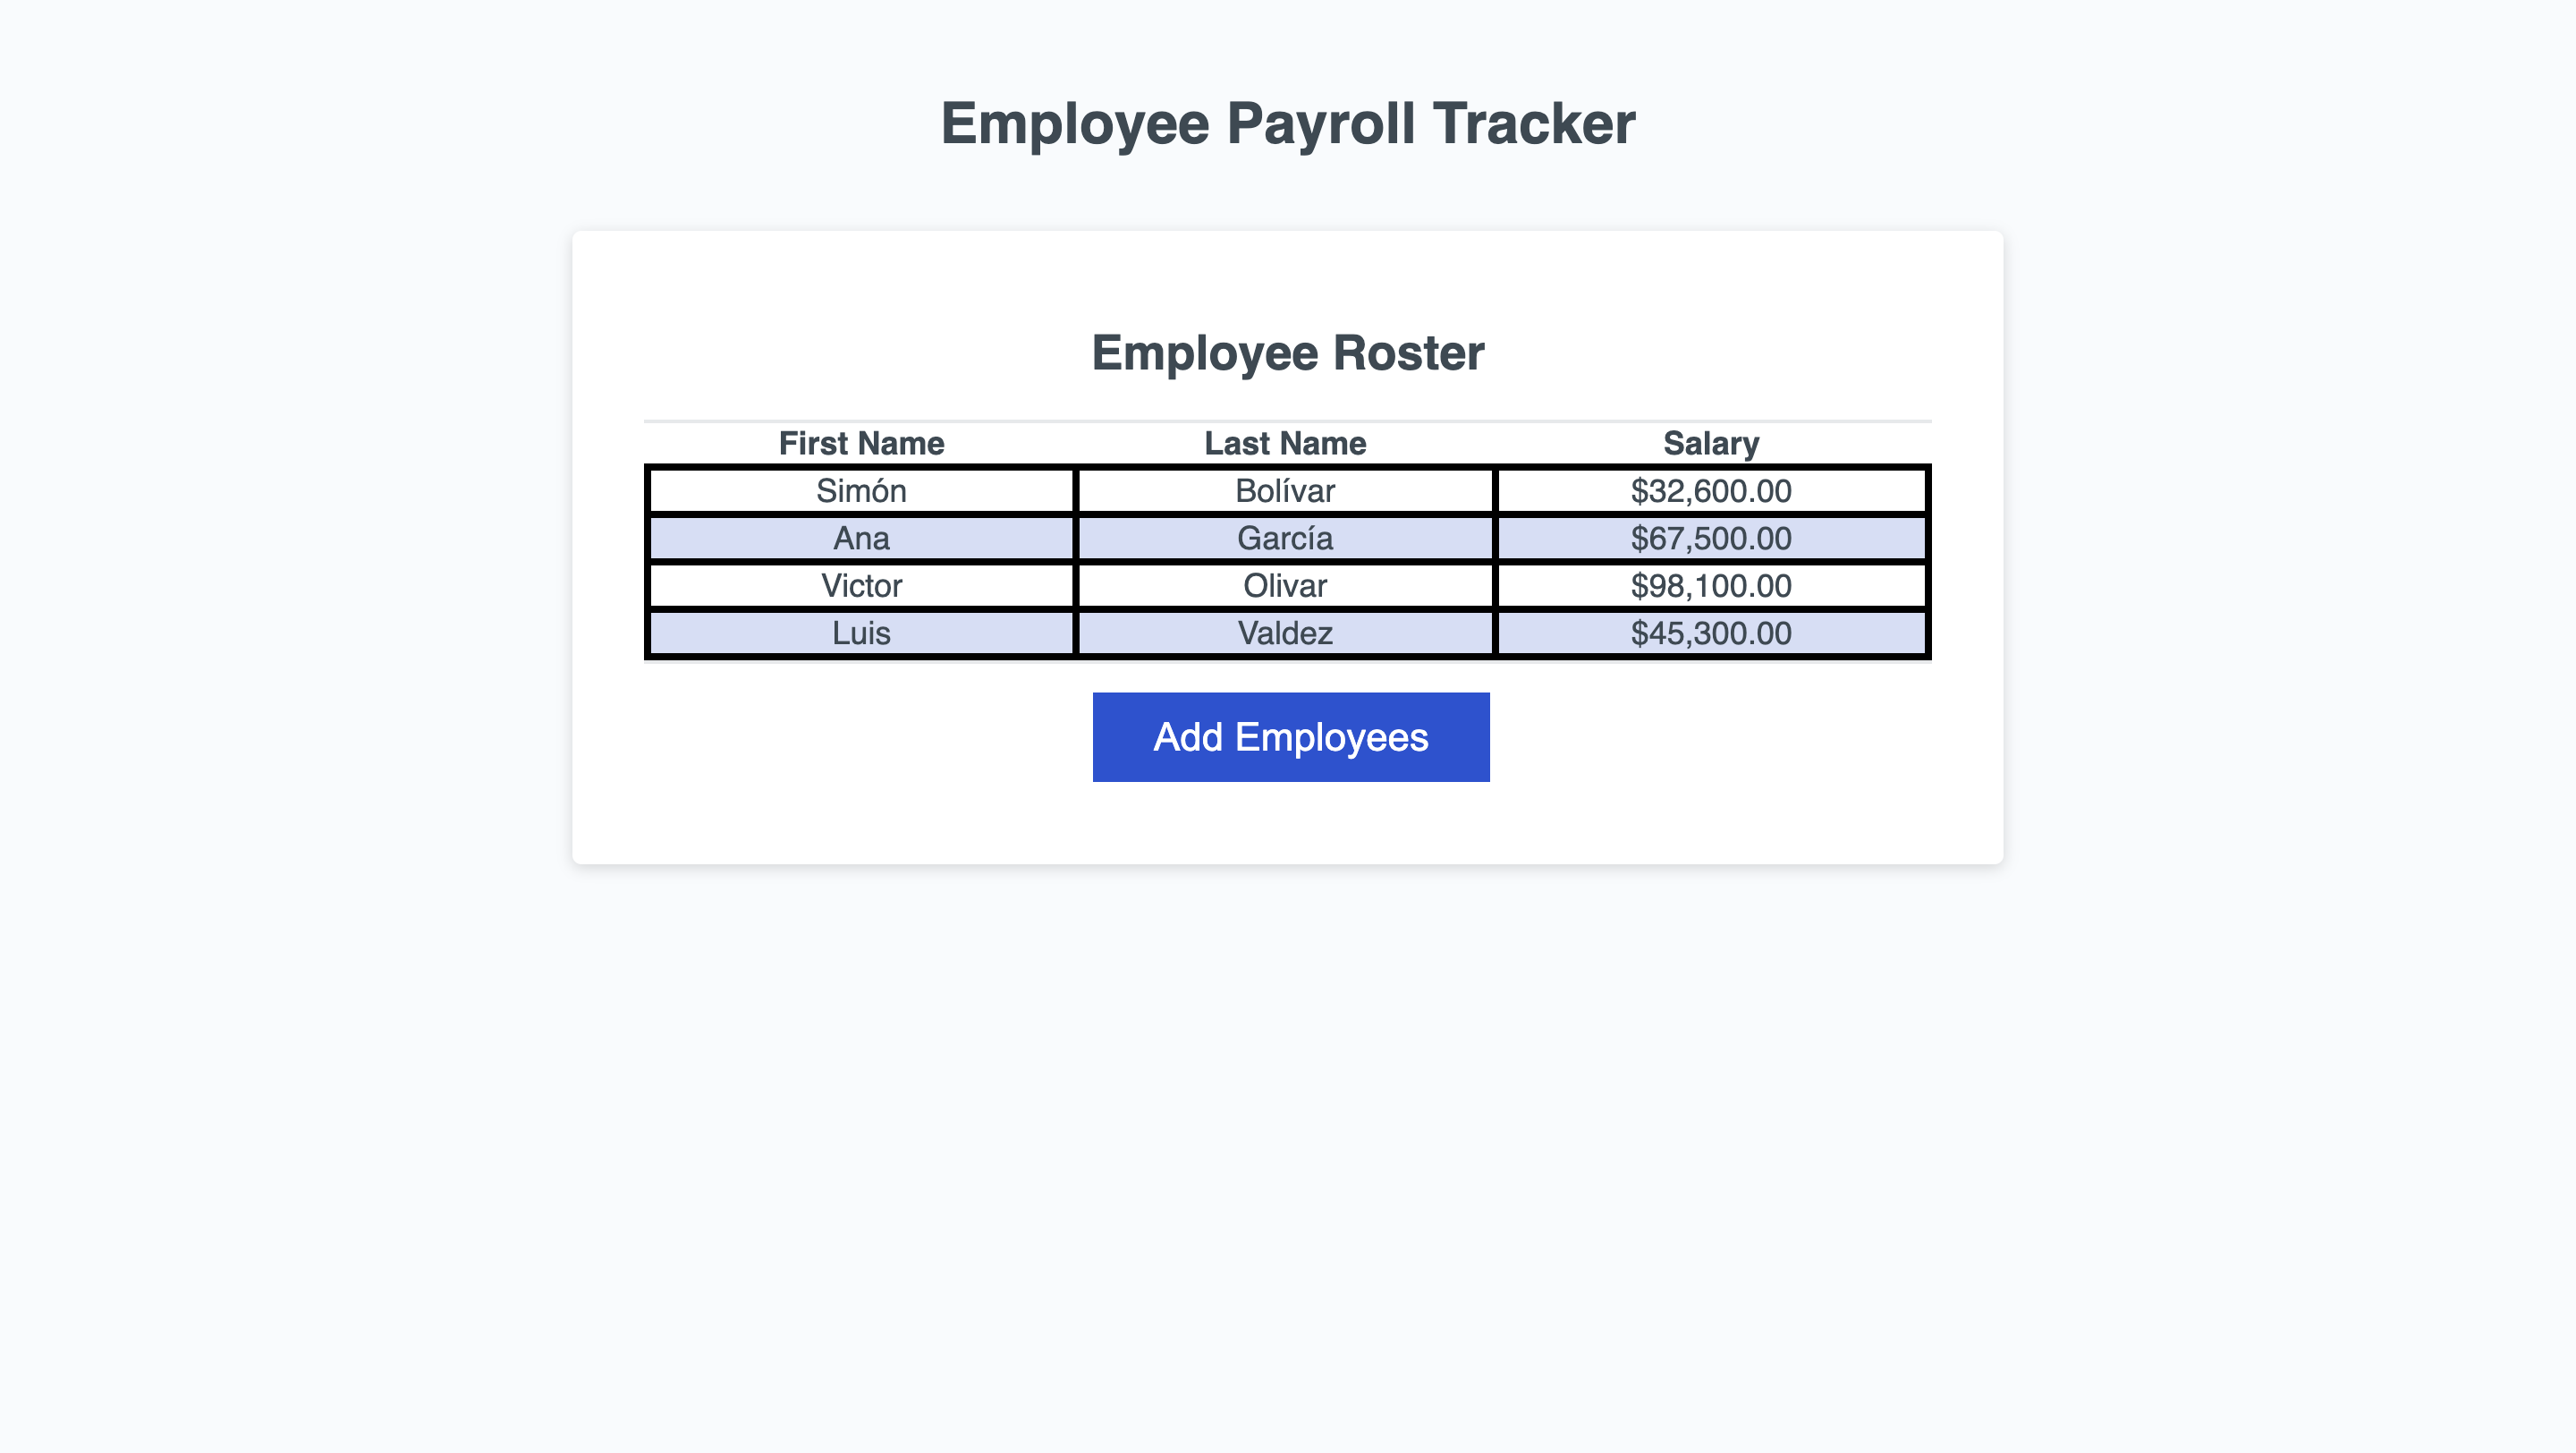 Employee Payroll Tracker
Employee Roster
First Name Last Name Salary
Simón Bolívar $32,600.00
Ana García $67,500.00
Victor Olivar $98,100.00
Luis Valdez $45,300.00
Add Employees